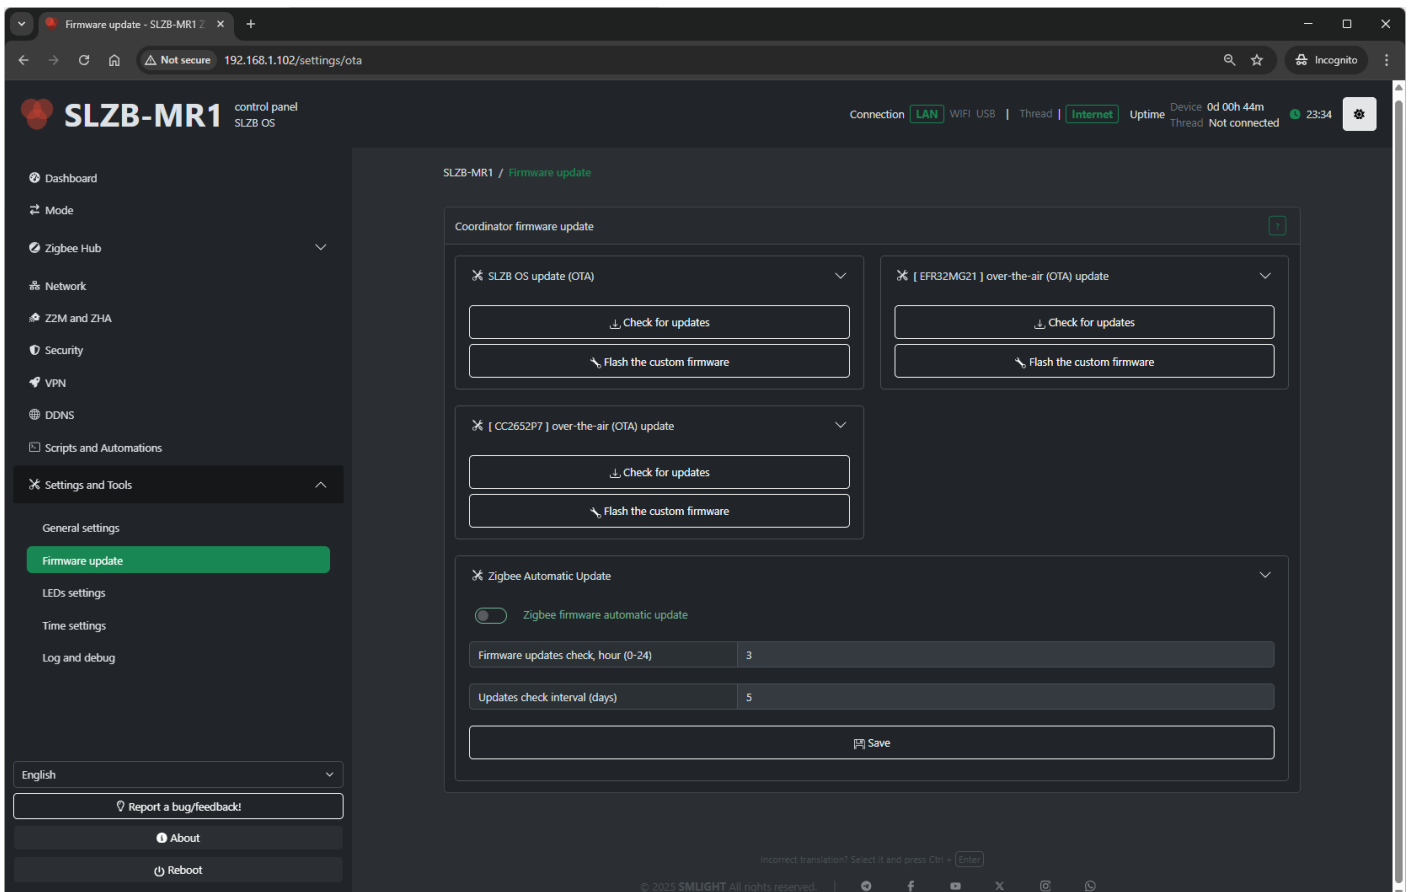 Firmware update - SLZB-MR1 Z
Not secure 192.168.1.102/settings/ota
Incognito
SLZB-MR1 control panel
SLZB OS
Connection LAN WIFI USB | Thread | Internet Uptime Device 0d 00h 44m 23:34
Thread Not connected
Dashboard
Mode
Zigbee Hub
Network
Z2M and ZHA
Security
VPN
DDNS
Scripts and Automations
Settings and Tools
General settings
Firmware update
LEDs settings
Time settings
Log and debug
English
Report a bug/feedback!
About
Reboot
SLZB-MR1 / Firmware update
Coordinator firmware update ?
SLZB OS update (OTA)
Check for updates
Flash the custom firmware
[ EFR32MG21 ] over-the-air (OTA) update
Check for updates
Flash the custom firmware
[ CC2652P7 ] over-the-air (OTA) update
Check for updates
Flash the custom firmware
Zigbee Automatic Update
Zigbee firmware automatic update
Firmware updates check, hour (0-24) 3
Updates check interval (days) 5
Save
Incorrect translation? Select it and press Ctrl + Enter
© 2025 SMLIGHT All rights reserved. |